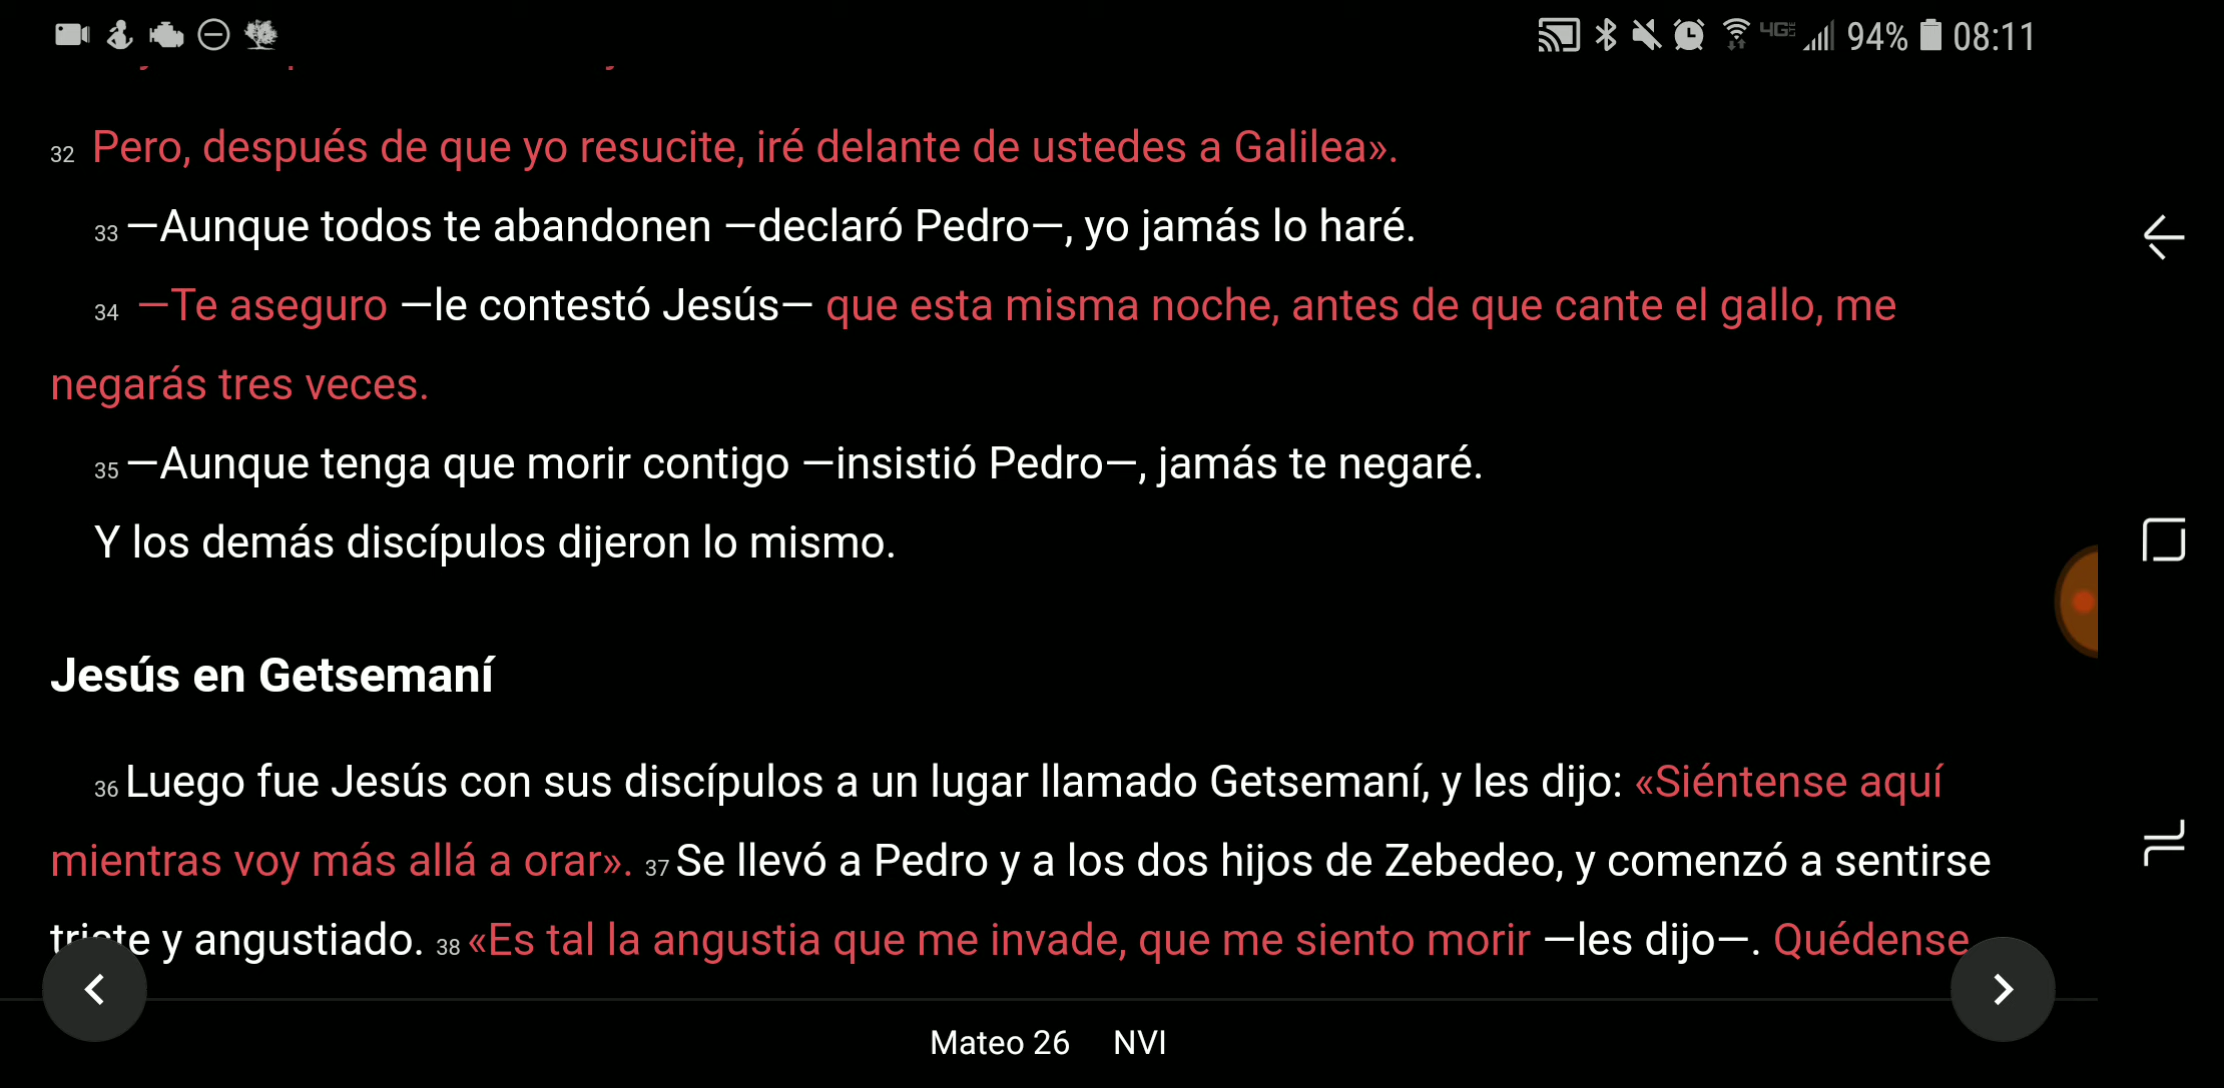 4GE 94% 08:11
32 Pero, después de que yo resucite, iré delante de ustedes a Galilea».
33 —Aunque todos te abandonen —declaró Pedro—, yo jamás lo haré.
34 —Te aseguro —le contestó Jesús— que esta misma noche, antes de que cante el gallo, me
negarás tres veces.
35 —Aunque tenga que morir contigo —insistió Pedro—, jamás te negaré.
Y los demás discípulos dijeron lo mismo.
Jesús en Getsemaní
36 Luego fue Jesús con sus discípulos a un lugar llamado Getsemaní, y les dijo: «Siéntense aquí
mientras voy más allá a orar». 37 Se llevó a Pedro y a los dos hijos de Zebedeo, y comenzó a sentirse
triste y angustiado. 38 «Es tal la angustia que me invade, que me siento morir —les dijo—. Quédense
Mateo 26 NVI